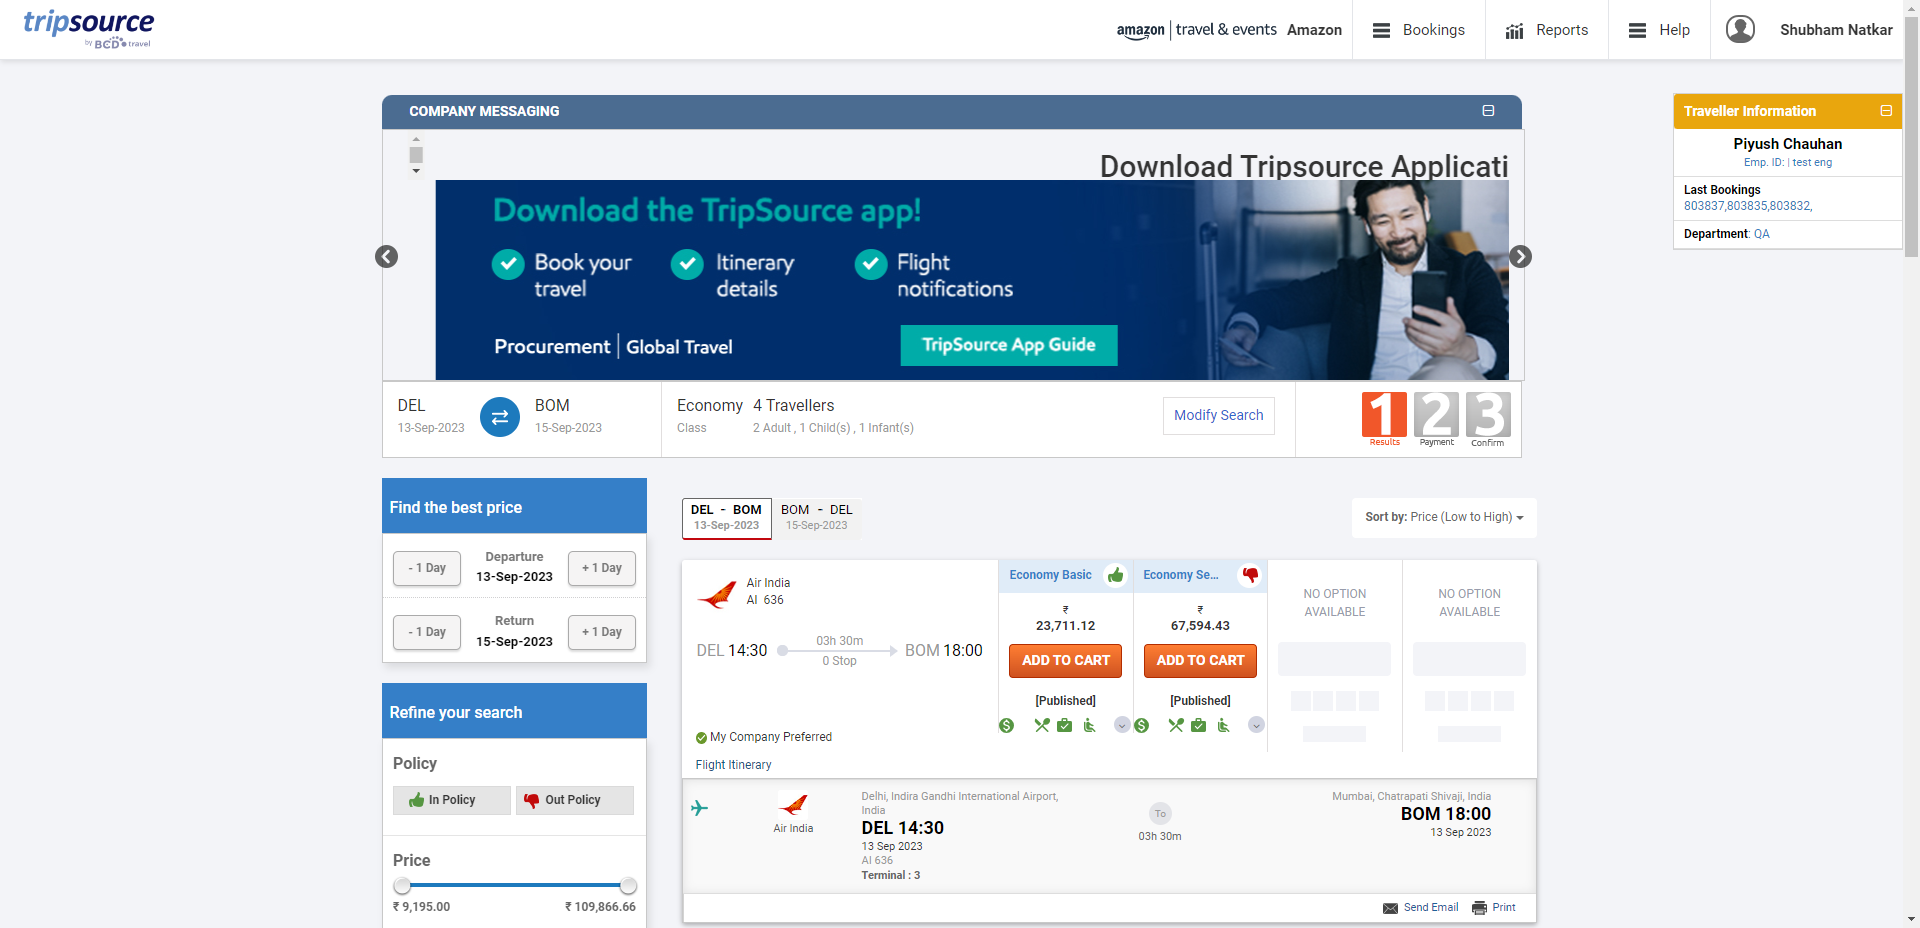 tripsource
by BCD travel
amazon | travel & events Amazon
Bookings
Reports
Help
Shubham Natkar
COMPANY MESSAGING
Download Tripsource Applicati
Download the TripSource app!
Book your
travel
Itinerary
details
Flight
notifications
Procurement | Global Travel
TripSource App Guide
Traveller Information
Piyush Chauhan
Emp. ID: | test eng
Last Bookings
803837,803835,803832,
Department: QA
DEL
13-Sep-2023
BOM
15-Sep-2023
Economy
Class
4 Travellers
2 Adult , 1 Child(s) , 1 Infant(s)
Modify Search
1 2 3
Results Payment Confirm
Find the best price
- 1 Day
Departure
13-Sep-2023
+ 1 Day
- 1 Day
Return
15-Sep-2023
+ 1 Day
Refine your search
Policy
In Policy
Out Policy
Price
₹ 9,195.00
₹ 109,866.66
DEL - BOM
13-Sep-2023
BOM - DEL
15-Sep-2023
Sort by: Price (Low to High)
Air India
AI 636
DEL 14:30
03h 30m
0 Stop
BOM 18:00
My Company Preferred
Flight Itinerary
Economy Basic
₹
23,711.12
ADD TO CART
[Published]
Economy Se...
₹
67,594.43
ADD TO CART
[Published]
NO OPTION
AVAILABLE
NO OPTION
AVAILABLE
Air India
Delhi, Indira Gandhi International Airport,
India
DEL 14:30
13 Sep 2023
AI 636
Terminal : 3
To
03h 30m
Mumbai, Chatrapati Shivaji, India
BOM 18:00
13 Sep 2023
Send Email
Print